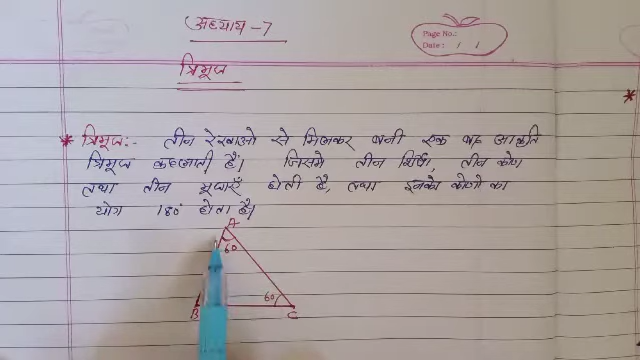 अध्याय -7
Page No.:
Date: / /
त्रिभुज
* त्रिभुज:- तीन रेखाओ से मिलकर बनी एक बंद आकृति
त्रिभुज कहलाती है। जिसमे तीन शीर्ष, तीन कोण
तथा तीन भुजाएँ होती है, तथा इनके कोणो का
योग 180° होता है।
A
60
60
B
C